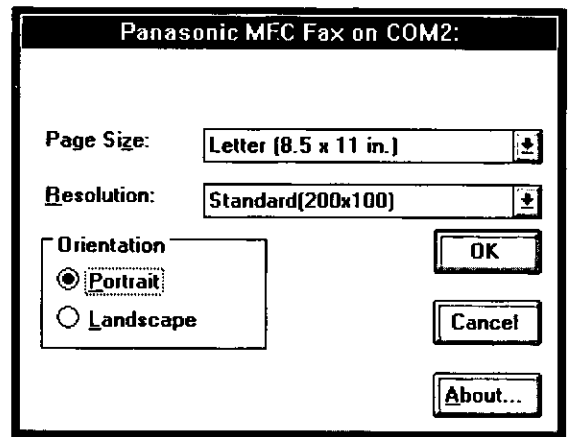 Panasonic MFC Fax on COM2:
Page Size:
Letter (8.5 x 11 in.)
Resolution:
Standard(200x100)
Orientation
Portrait
Landscape
OK
Cancel
About...